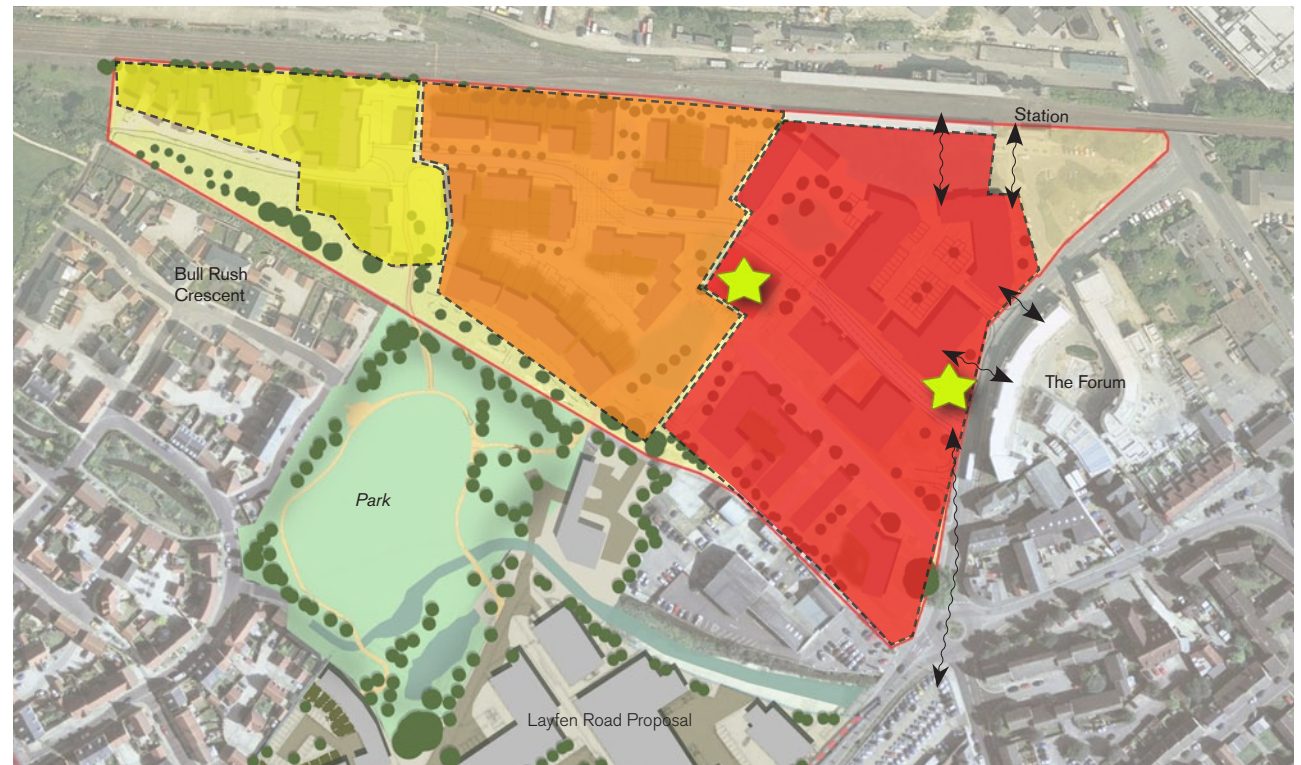 Station
Bull Rush
Crescent
The Forum
Park
Layfen Road Proposal